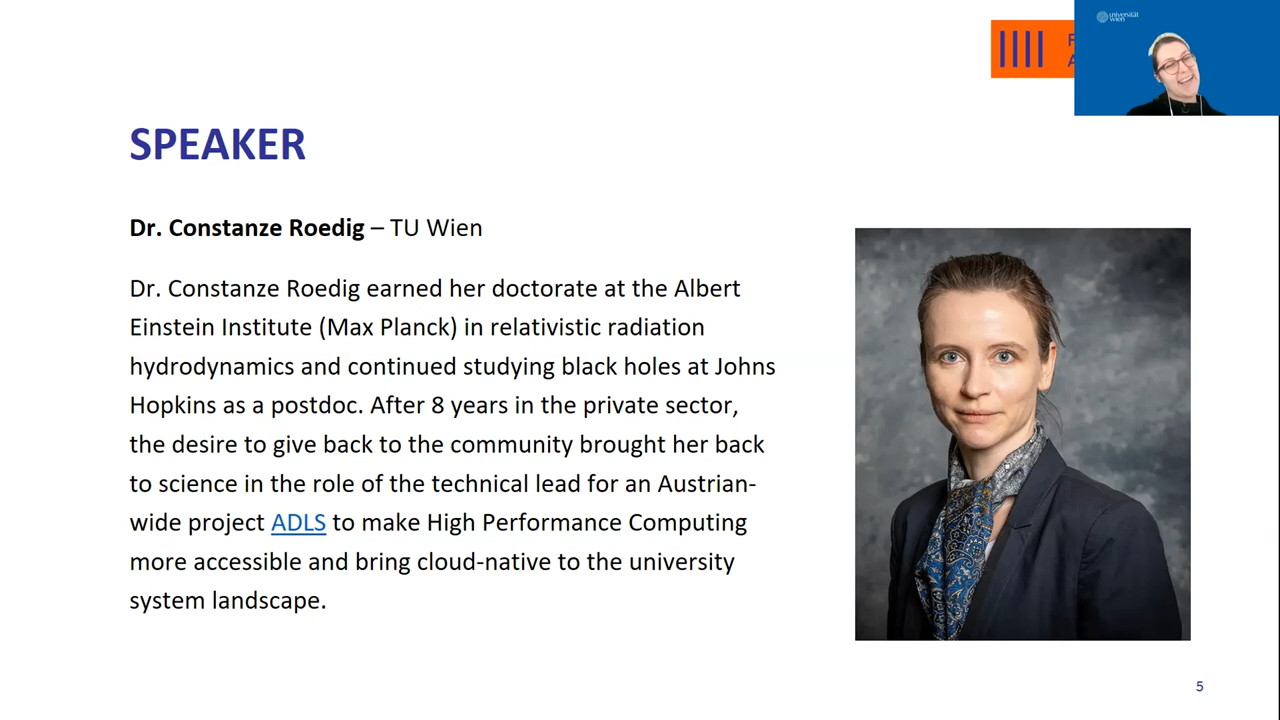 universität
wien
SPEAKER
Dr. Constanze Roedig – TU Wien
Dr. Constanze Roedig earned her doctorate at the Albert
Einstein Institute (Max Planck) in relativistic radiation
hydrodynamics and continued studying black holes at Johns
Hopkins as a postdoc. After 8 years in the private sector,
the desire to give back to the community brought her back
to science in the role of the technical lead for an Austrian-
wide project ADLS to make High Performance Computing
more accessible and bring cloud-native to the university
system landscape.
5